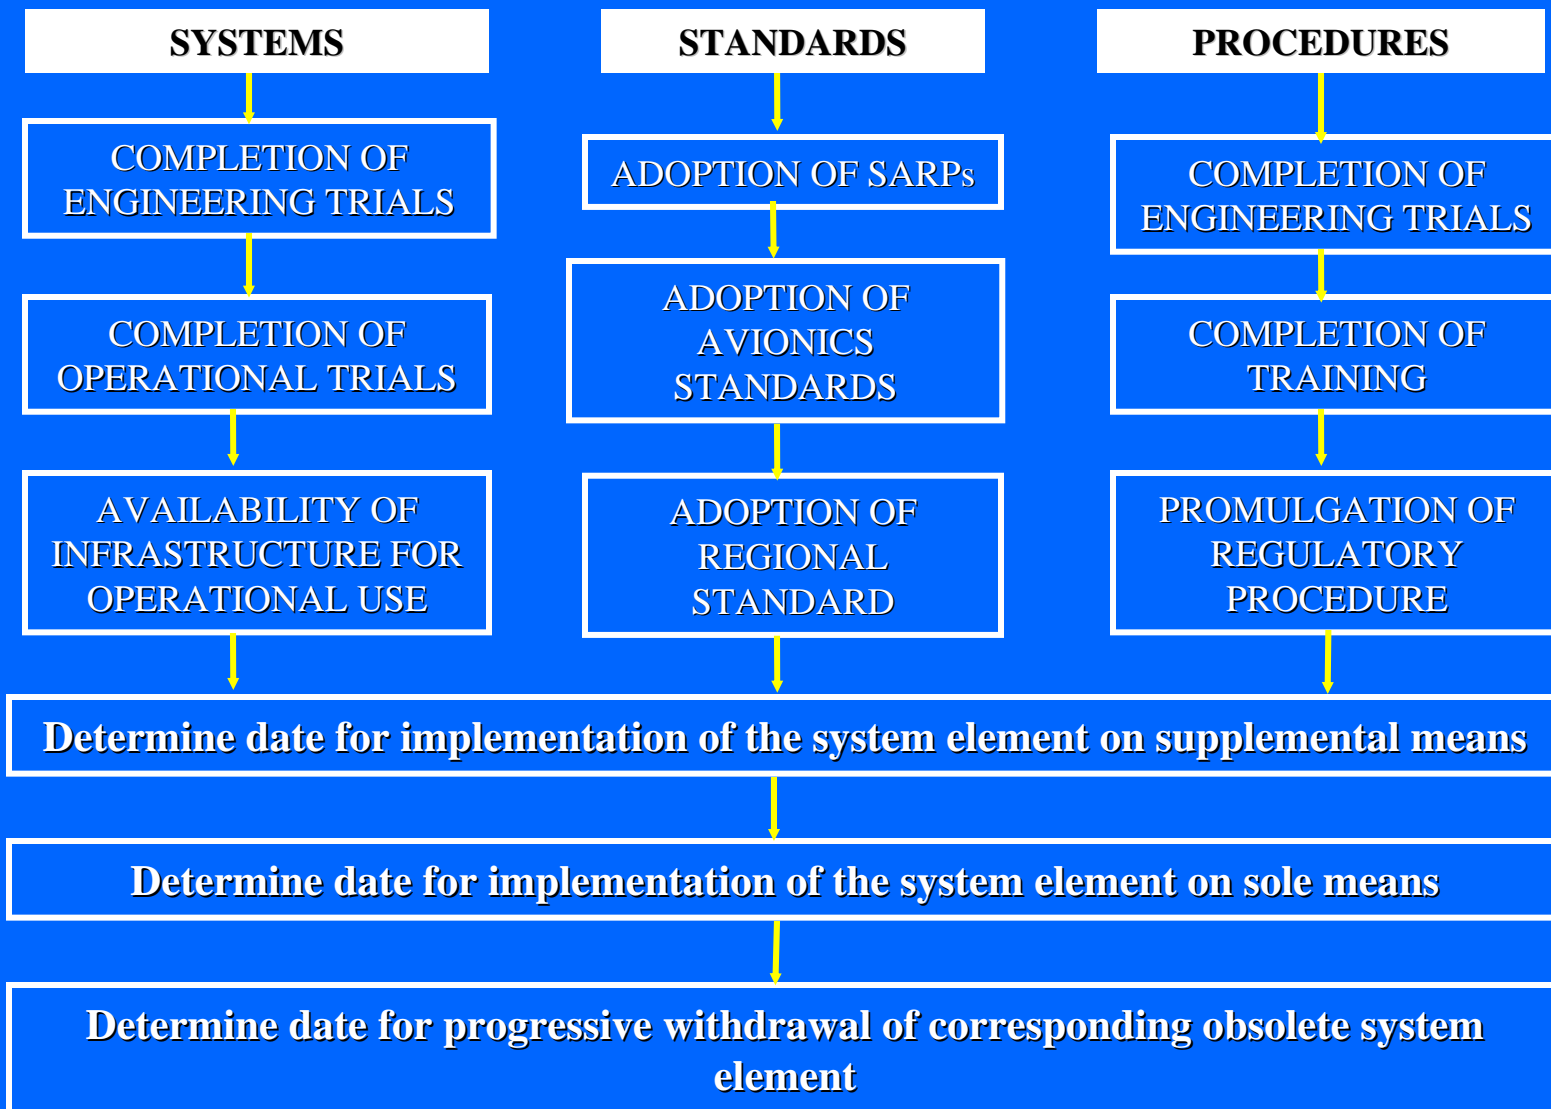 SYSTEMS
STANDARDS
PROCEDURES
COMPLETION OF
ENGINEERING TRIALS
ADOPTION OF SARPs
COMPLETION OF
ENGINEERING TRIALS
COMPLETION OF
OPERATIONAL TRIALS
ADOPTION OF
AVIONICS
STANDARDS
COMPLETION OF
TRAINING
AVAILABILITY OF
INFRASTRUCTURE FOR
OPERATIONAL USE
ADOPTION OF
REGIONAL
STANDARD
PROMULGATION OF
REGULATORY
PROCEDURE
Determine date for implementation of the system element on supplemental means
Determine date for implementation of the system element on sole means
Determine date for progressive withdrawal of corresponding obsolete system
element